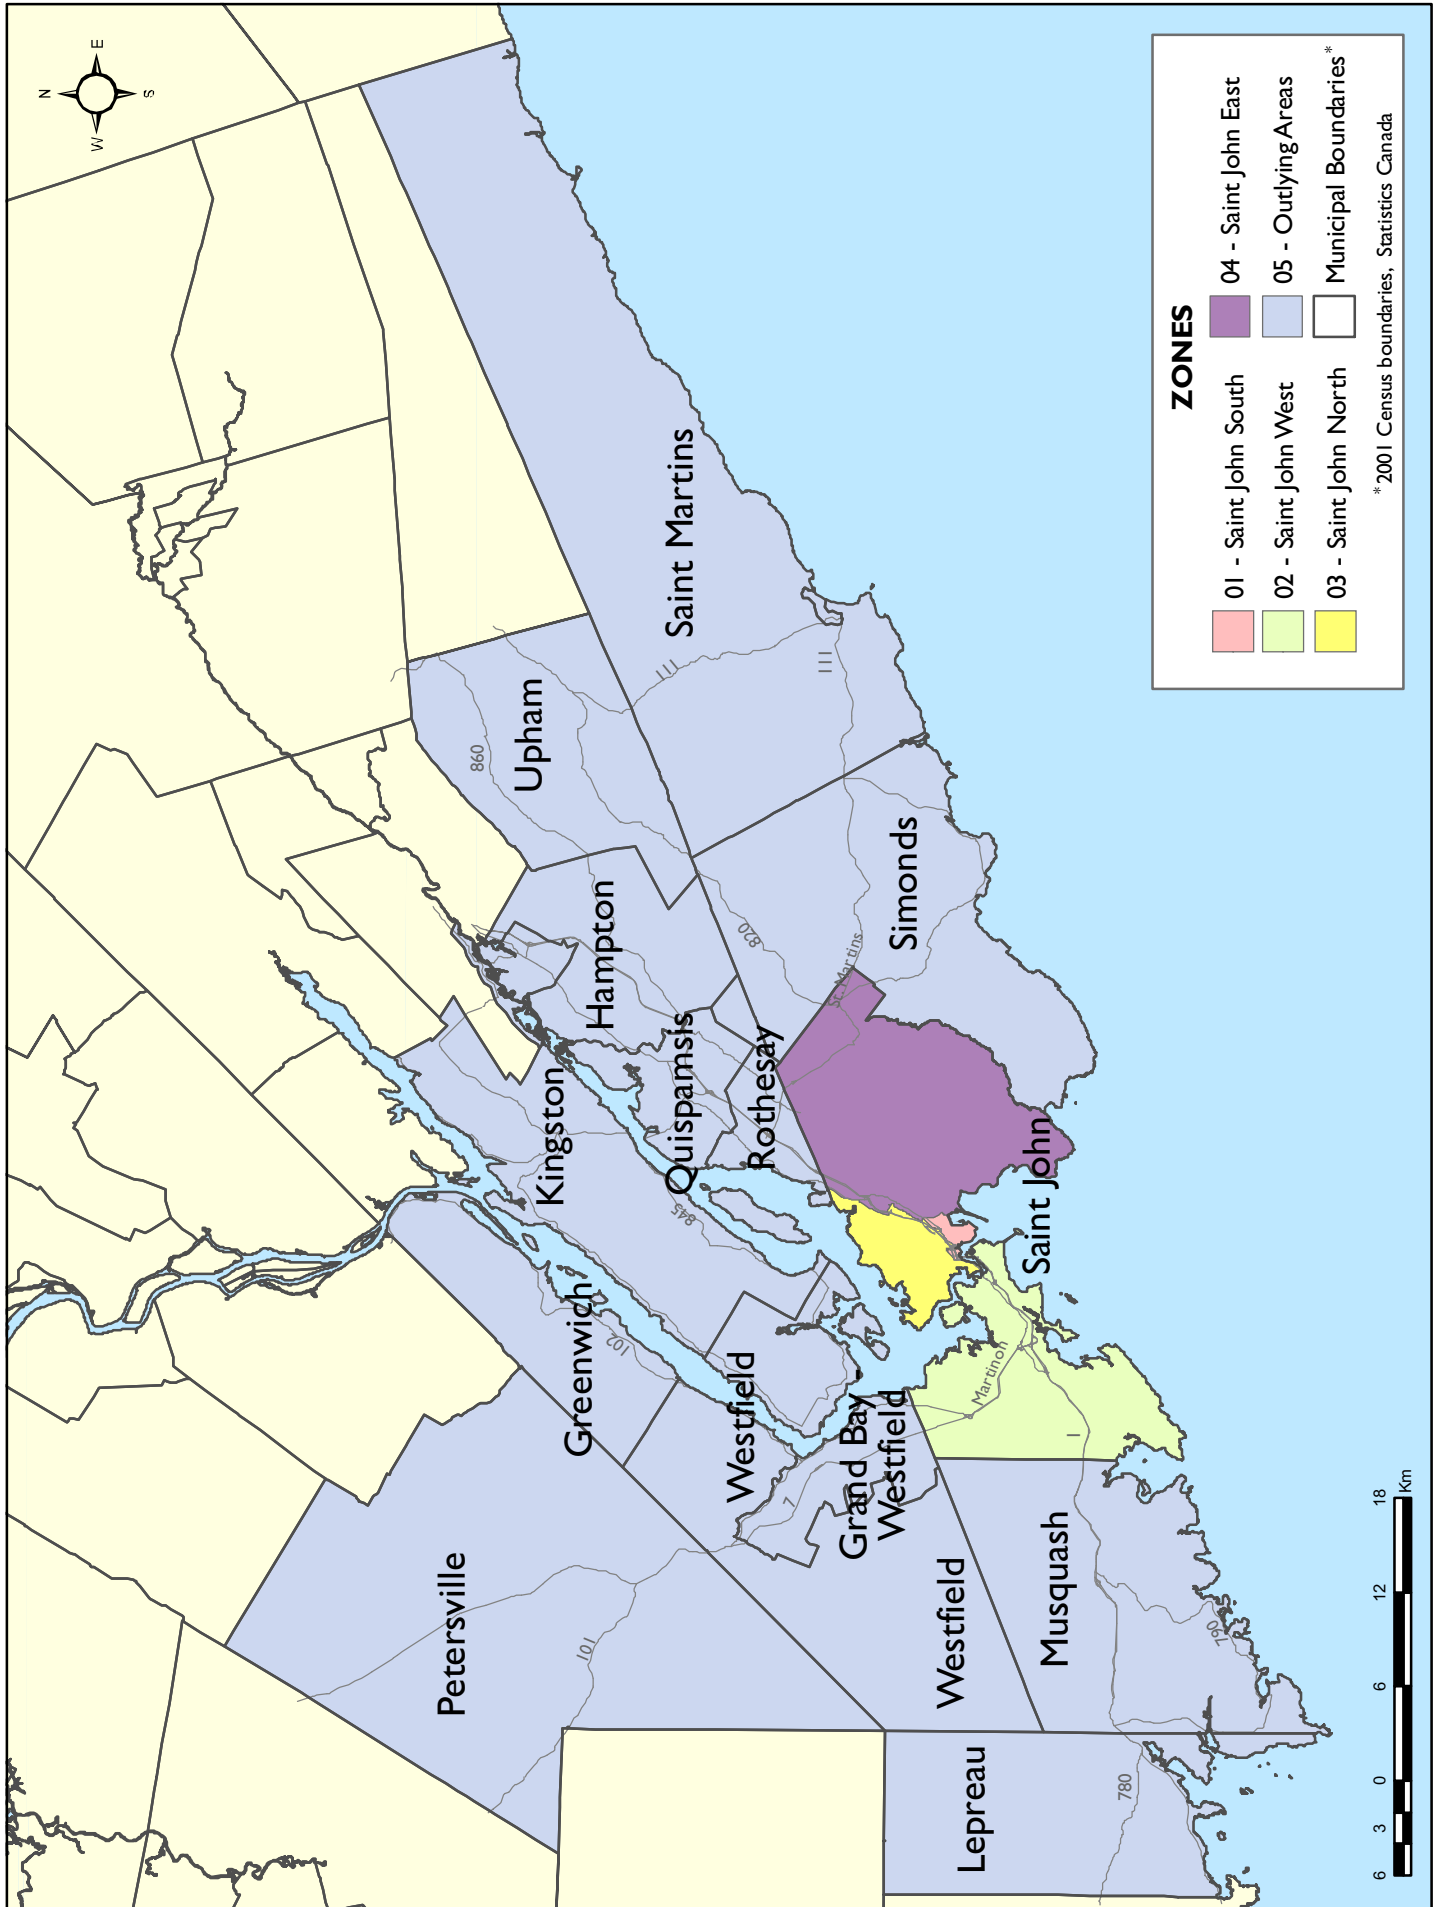 N
W
E
S
Saint Martins
Upham
Simonds
Hampton
Quispamsis
Rothesay
Kingston
Saint John
Greenwich
Westfield
Grand Bay -
Westfield
Westfield
Musquash
Petersville
Lepreau
860
111
111
820
St. Martins
845
102
Martinon
1
7
101
790
780
ZONES
01 - Saint John South
02 - Saint John West
03 - Saint John North
04 - Saint John East
05 - Outlying Areas
Municipal Boundaries*
* 2001 Census boundaries, Statistics Canada
6 3 0 6 12 18
Km